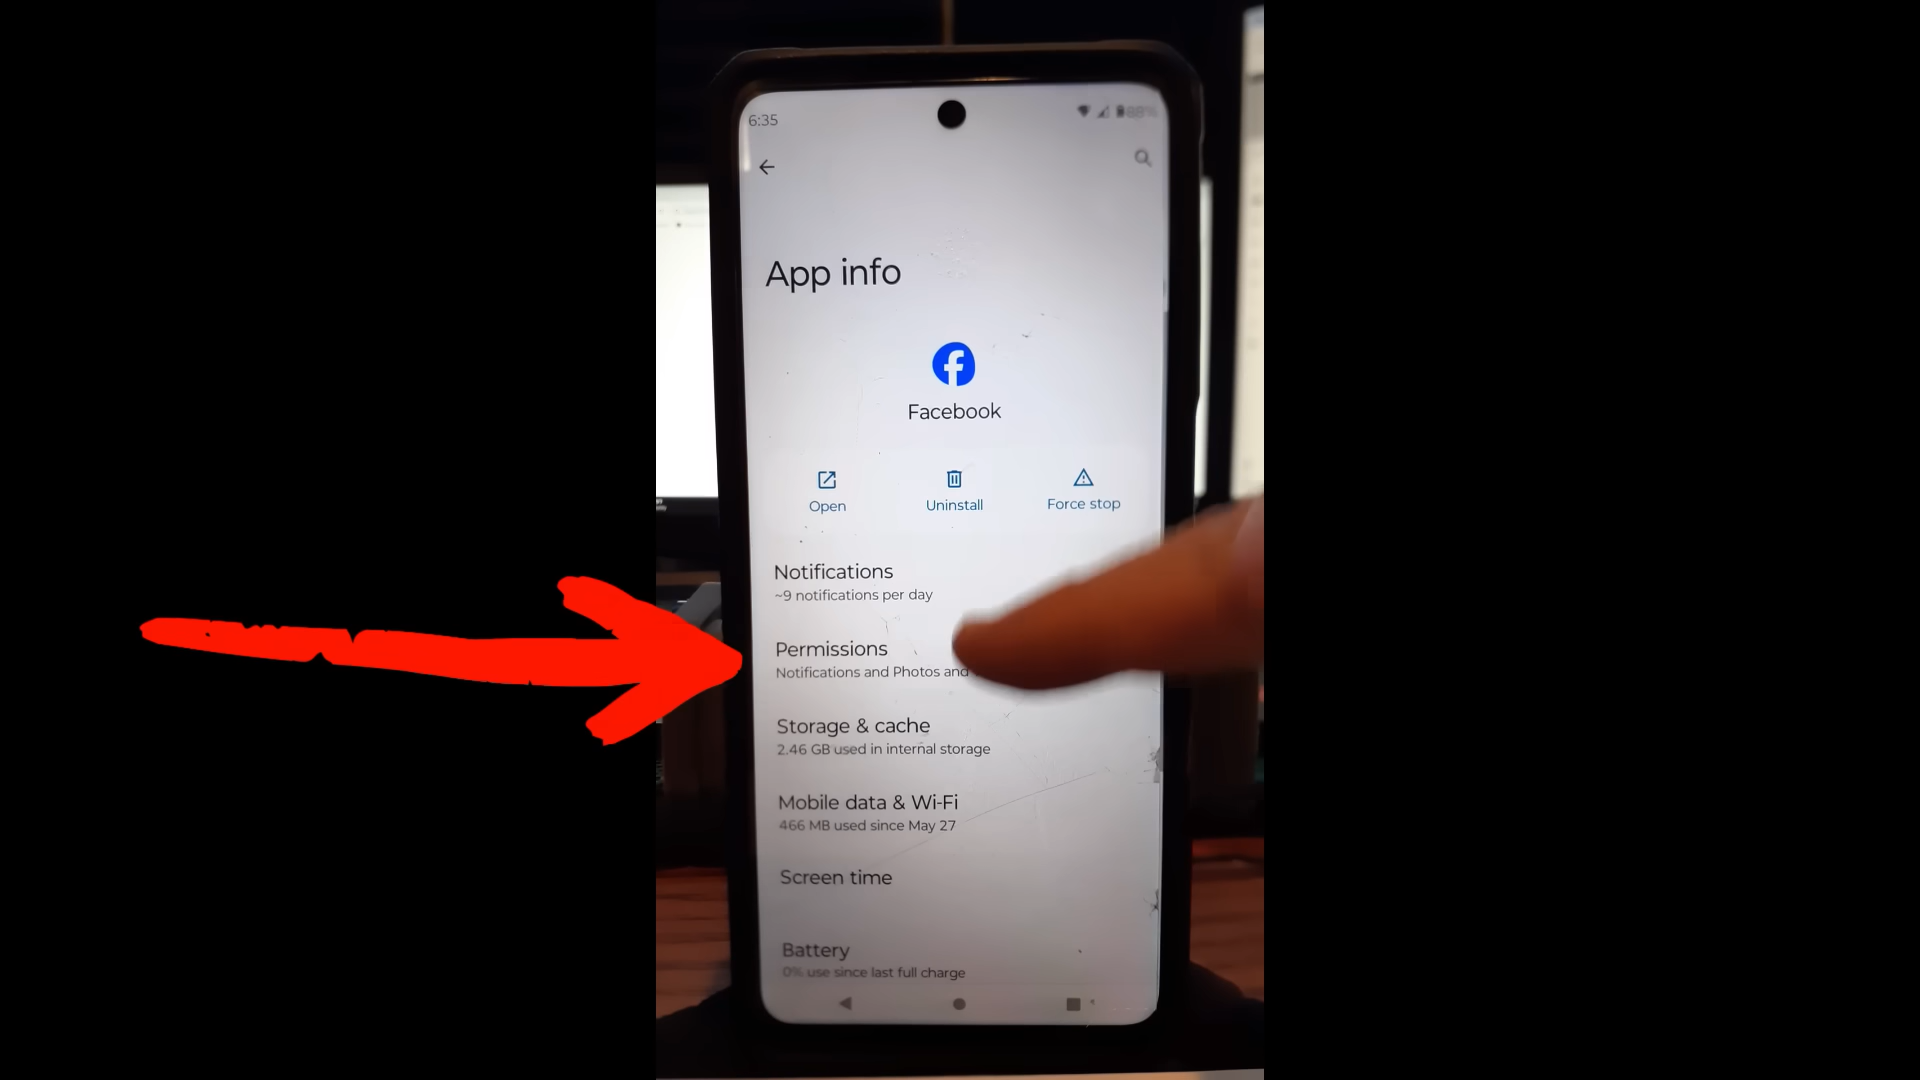 6:35
88%
App info
Facebook
Open
Uninstall
Force stop
Notifications
~9 notifications per day
Permissions
Notifications and Photos and
Storage & cache
2.46 GB used in internal storage
Mobile data & Wi-Fi
466 MB used since May 27
Screen time
Battery
0% use since last full charge